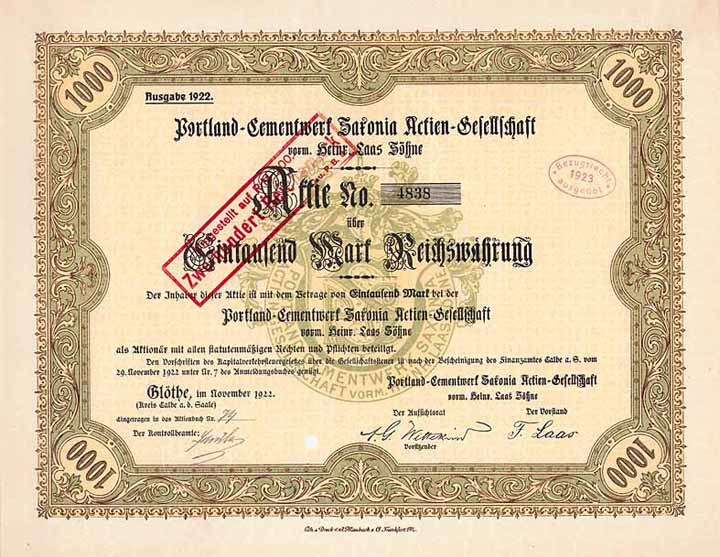 1000
1000
Ausgabe 1922.
Portland-Cementwerk Saxonia Actien-Gesellschaft
vorm. Heinr. Laas Söhne
Bezugsrecht
1923
ausgeübt
Aktie No. 4838
über
Eintausend Mark Reichswährung
gestellt auf
Zweihundert
Der Inhaber dieser Aktie ist mit dem Betrage von Eintausend Mark bei der
Portland-Cementwerk Saxonia Actien-Gesellschaft
vorm. Heinr. Laas Söhne
als Aktionär mit allen statutenmäßigen Rechten und Pflichten beteiligt.
Den Vorschriften des Kapitalverkehrsteuergesetzes über die Gesellschaftsteuer ist nach der Bescheinigung des Finanzamtes Calbe a. S. vom
29. November 1922 unter Nr. 7 des Anmeldungsbuches genügt.
Glöthe, im November 1922.
(Kreis Calbe a. d. Saale)
Portland-Cementwerk Saxonia Actien-Gesellschaft
vorm. Heinr. Laas Söhne
Eingetragen in das Aktienbuch No. 74
Der Aufsichtsrat
Der Vorstand
Der Kontrollbeamte:
Vorsitzender
F. Laas
1000
1000